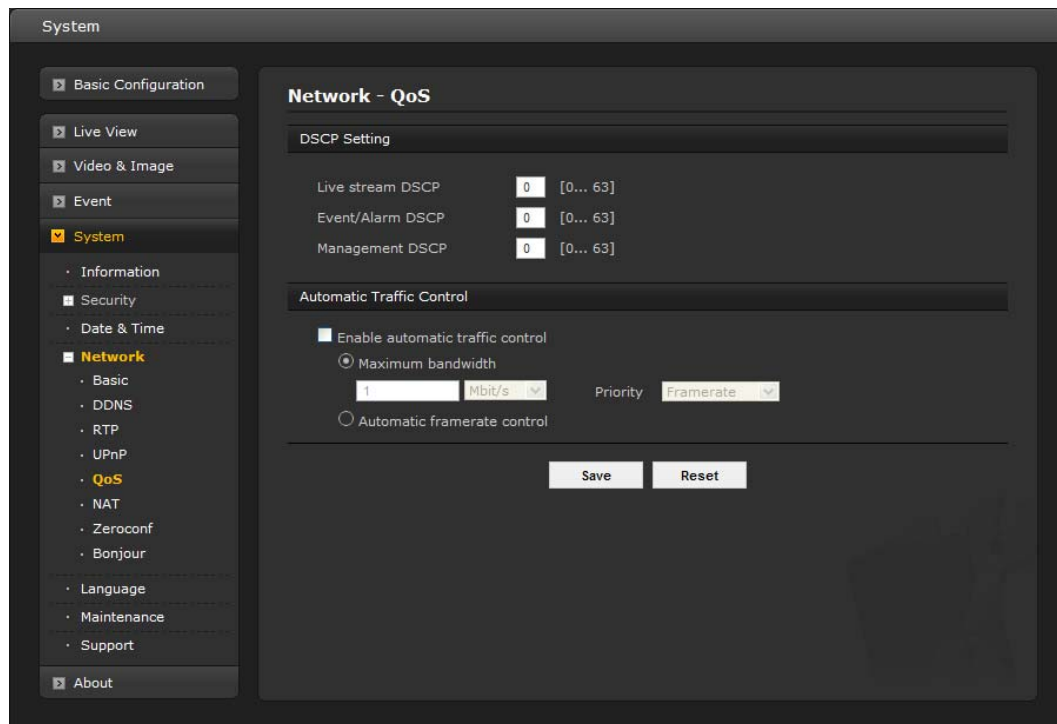 System
Basic Configuration
Live View
Video & Image
Event
System
Information
Security
Date & Time
Network
Basic
DDNS
RTP
UPnP
QoS
NAT
Zeroconf
Bonjour
Language
Maintenance
Support
About
Network - QoS
DSCP Setting
Live stream DSCP 0 [0... 63]
Event/Alarm DSCP 0 [0... 63]
Management DSCP 0 [0... 63]
Automatic Traffic Control
Enable automatic traffic control
Maximum bandwidth
1 Mbit/s Priority Framerate
Automatic framerate control
Save Reset